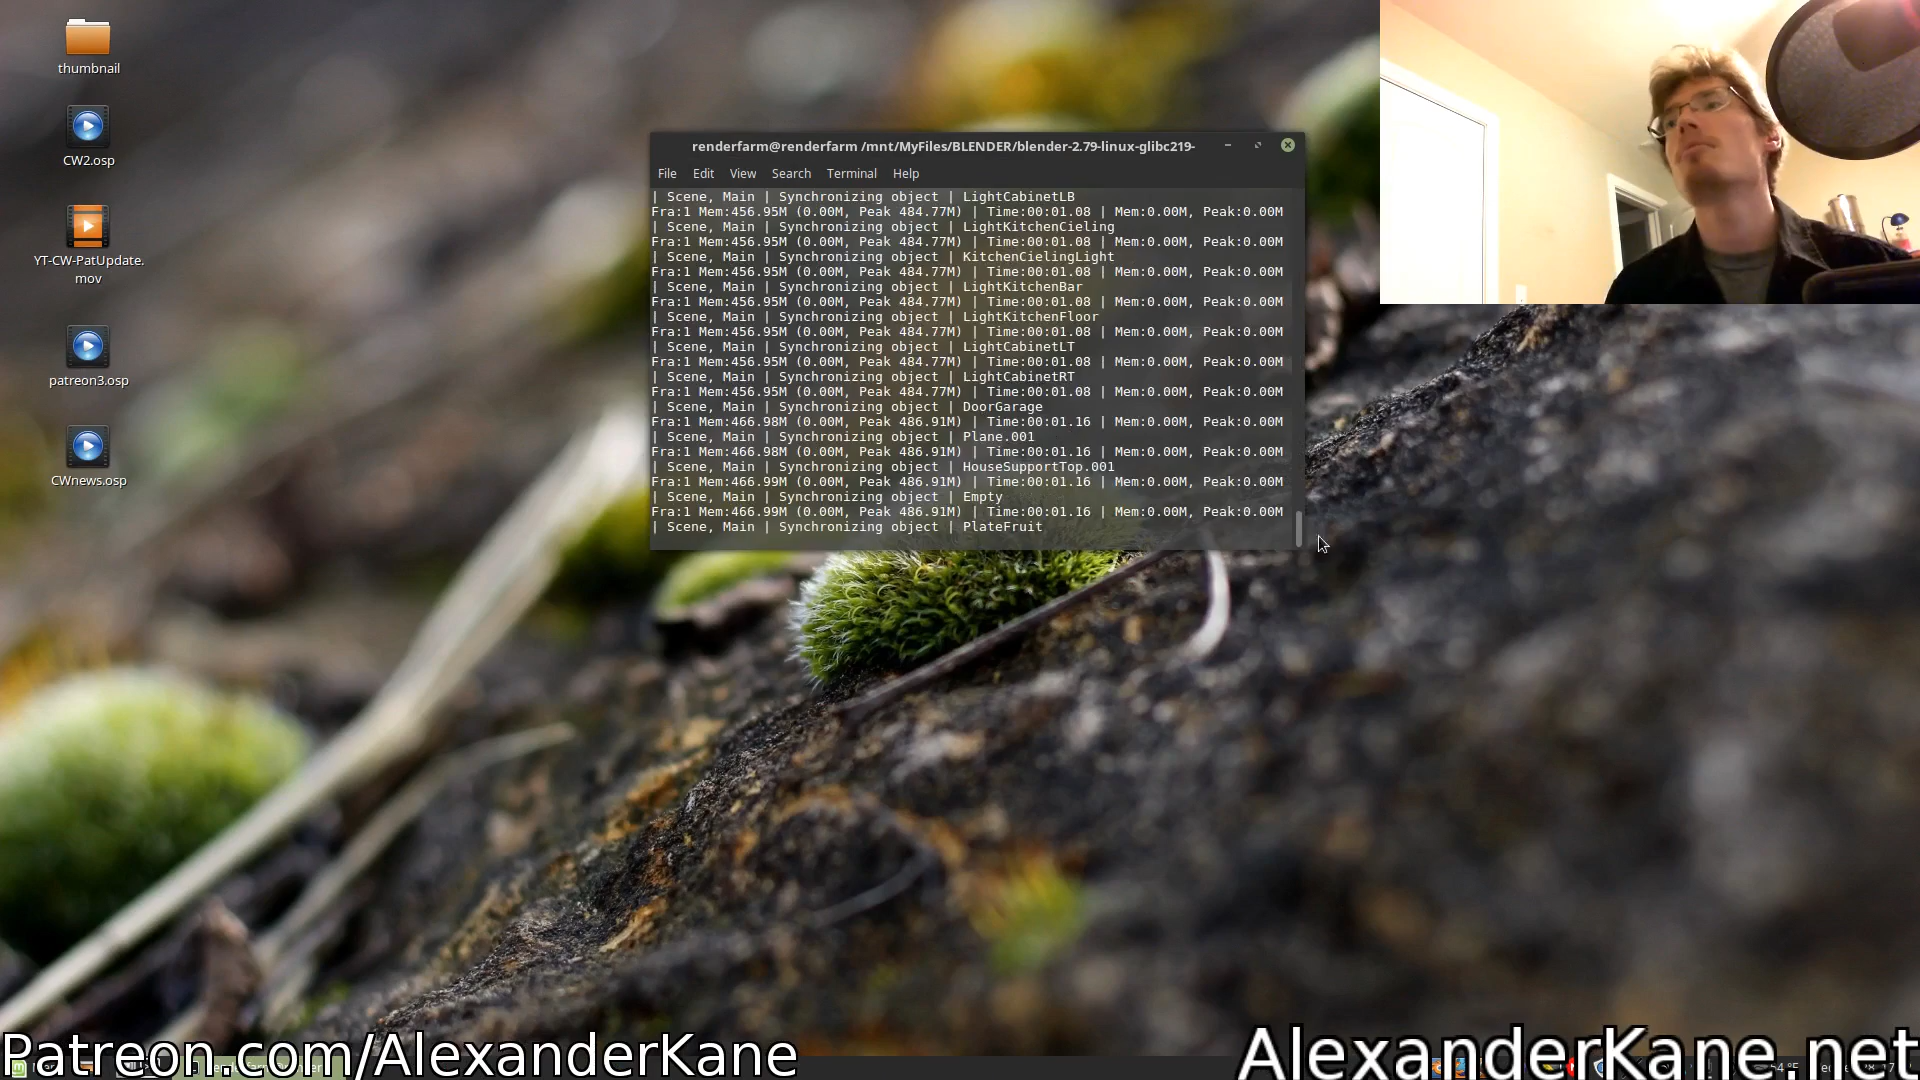 thumbnail
CW2.osp
YT-CW-PatUpdate.
mov
patreon3.osp
CWnews.osp
renderfarm@renderfarm /mnt/MyFiles/BLENDER/blender-2.79-linux-glibc219-
File Edit View Search Terminal Help
| Scene, Main | Synchronizing object | LightCabinetLB
Fra:1 Mem:456.95M (0.00M, Peak 484.77M) | Time:00:01.08 | Mem:0.00M, Peak:0.00M
| Scene, Main | Synchronizing object | LightKitchenCieling
Fra:1 Mem:456.95M (0.00M, Peak 484.77M) | Time:00:01.08 | Mem:0.00M, Peak:0.00M
| Scene, Main | Synchronizing object | KitchenCielingLight
Fra:1 Mem:456.95M (0.00M, Peak 484.77M) | Time:00:01.08 | Mem:0.00M, Peak:0.00M
| Scene, Main | Synchronizing object | LightKitchenBar
Fra:1 Mem:456.95M (0.00M, Peak 484.77M) | Time:00:01.08 | Mem:0.00M, Peak:0.00M
| Scene, Main | Synchronizing object | LightKitchenFloor
Fra:1 Mem:456.95M (0.00M, Peak 484.77M) | Time:00:01.08 | Mem:0.00M, Peak:0.00M
| Scene, Main | Synchronizing object | LightCabinetLT
Fra:1 Mem:456.95M (0.00M, Peak 484.77M) | Time:00:01.08 | Mem:0.00M, Peak:0.00M
| Scene, Main | Synchronizing object | LightCabinetRT
Fra:1 Mem:456.95M (0.00M, Peak 484.77M) | Time:00:01.08 | Mem:0.00M, Peak:0.00M
| Scene, Main | Synchronizing object | DoorGarage
Fra:1 Mem:466.98M (0.00M, Peak 486.91M) | Time:00:01.16 | Mem:0.00M, Peak:0.00M
| Scene, Main | Synchronizing object | Plane.001
Fra:1 Mem:466.98M (0.00M, Peak 486.91M) | Time:00:01.16 | Mem:0.00M, Peak:0.00M
| Scene, Main | Synchronizing object | HouseSupportTop.001
Fra:1 Mem:466.99M (0.00M, Peak 486.91M) | Time:00:01.16 | Mem:0.00M, Peak:0.00M
| Scene, Main | Synchronizing object | Empty
Fra:1 Mem:466.99M (0.00M, Peak 486.91M) | Time:00:01.16 | Mem:0.00M, Peak:0.00M
| Scene, Main | Synchronizing object | PlateFruit
Patreon.com/AlexanderKane
AlexanderKane.net